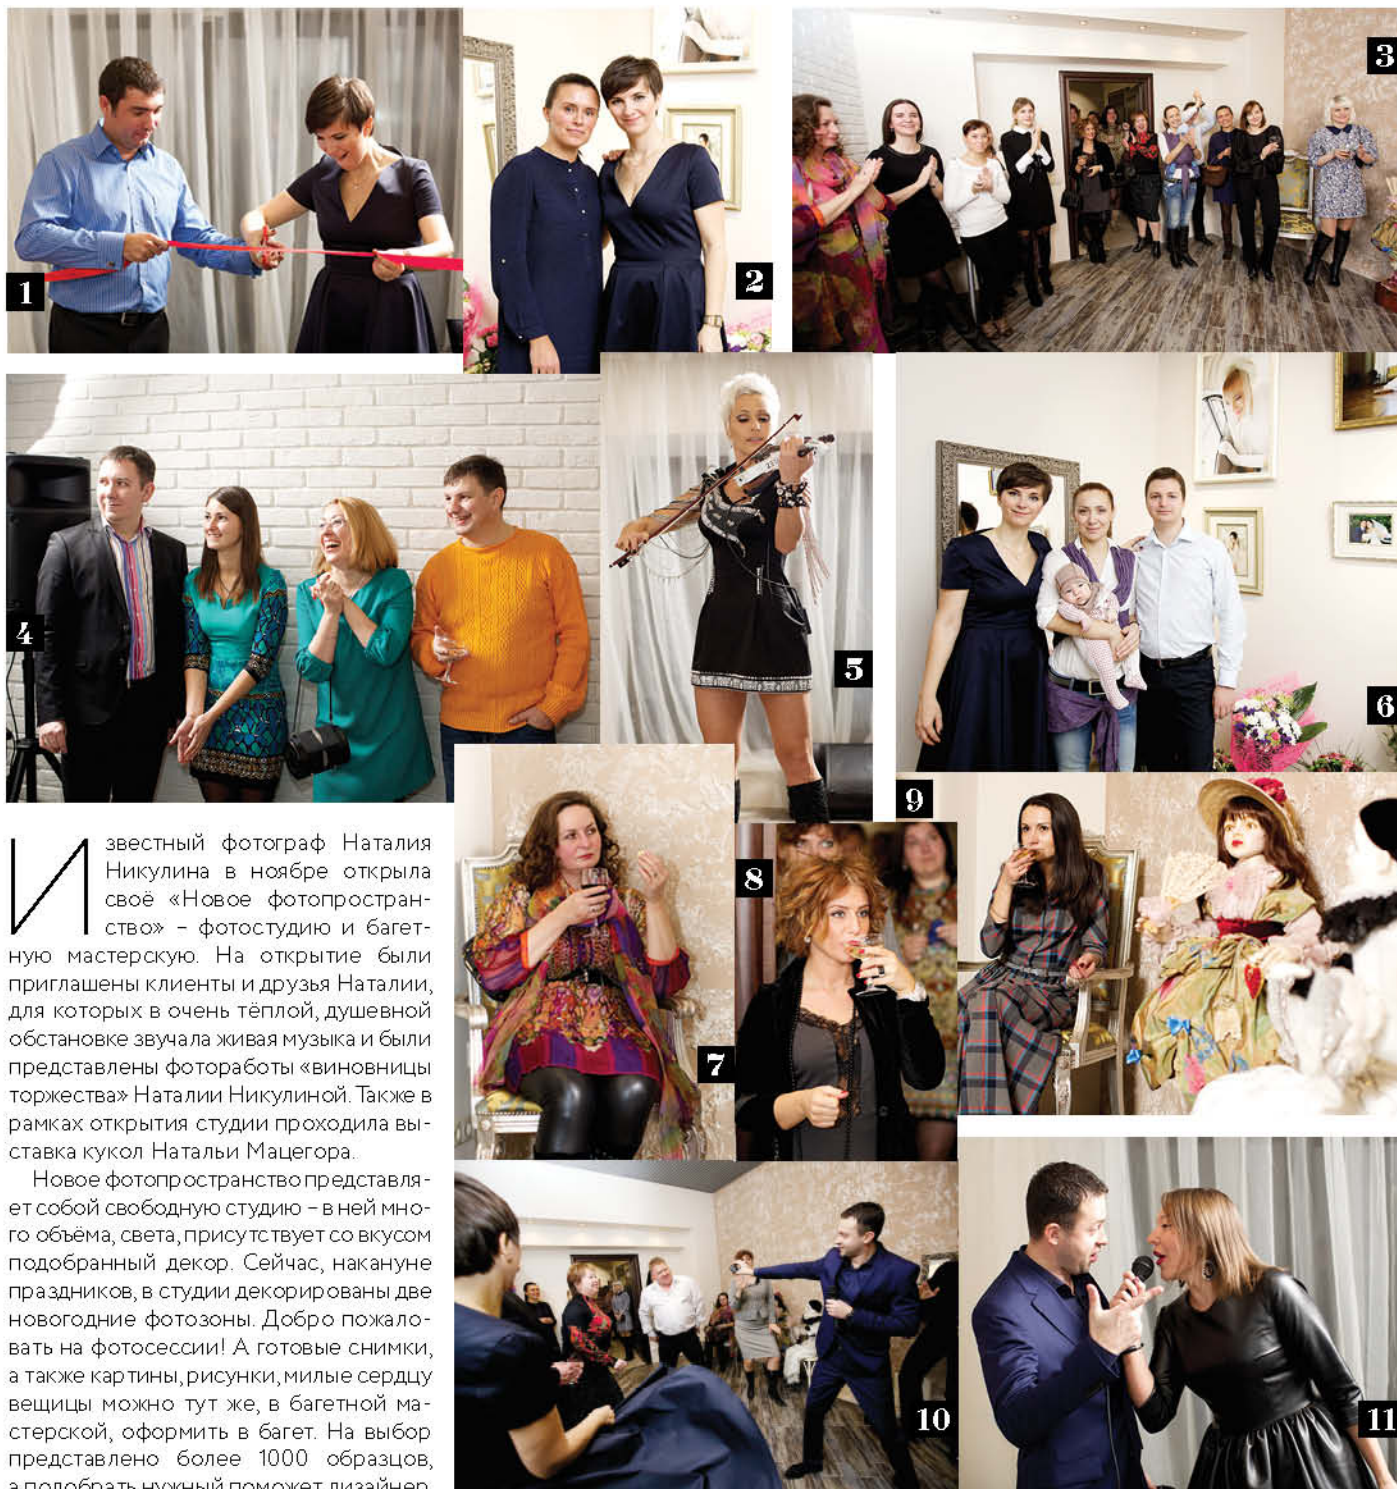 1
2
3
4
5
6
9
8
7
10
11
Известный фотограф Наталия
Никулина в ноябре открыла
своё «Новое фотопростран-
ство» – фотостудию и багет-
ную мастерскую. На открытие были
приглашены клиенты и друзья Наталии,
для которых в очень тёплой, душевной
обстановке звучала живая музыка и были
представлены фотоработы «виновницы
торжества» Наталии Никулиной. Также в
рамках открытия студии проходила вы-
ставка кукол Натальи Мацегора.
Новое фотопространство представля-
ет собой свободную студию – в ней мно-
го объёма, света, присутствует со вкусом
подобранный декор. Сейчас, накануне
праздников, в студии декорированы две
новогодние фотозоны. Добро пожало-
вать на фотосессии! А готовые снимки,
а также картины, рисунки, милые сердцу
вещицы можно тут же, в багетной ма-
стерской, оформить в багет. На выбор
представлено более 1000 образцов,
а подобрать нужный поможет дизайнер.